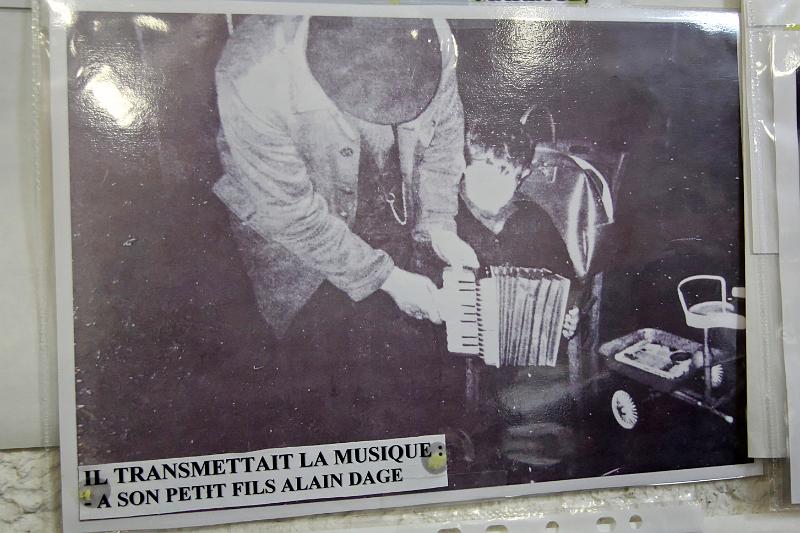 IL TRANSMETTAIT LA MUSIQUE :
- A SON PETIT FILS ALAIN DAGE